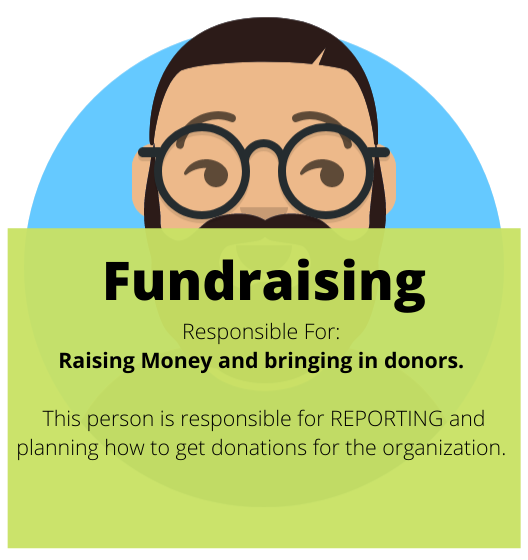 Fundraising
Responsible For:
Raising Money and bringing in donors.
This person is responsible for REPORTING and
planning how to get donations for the organization.